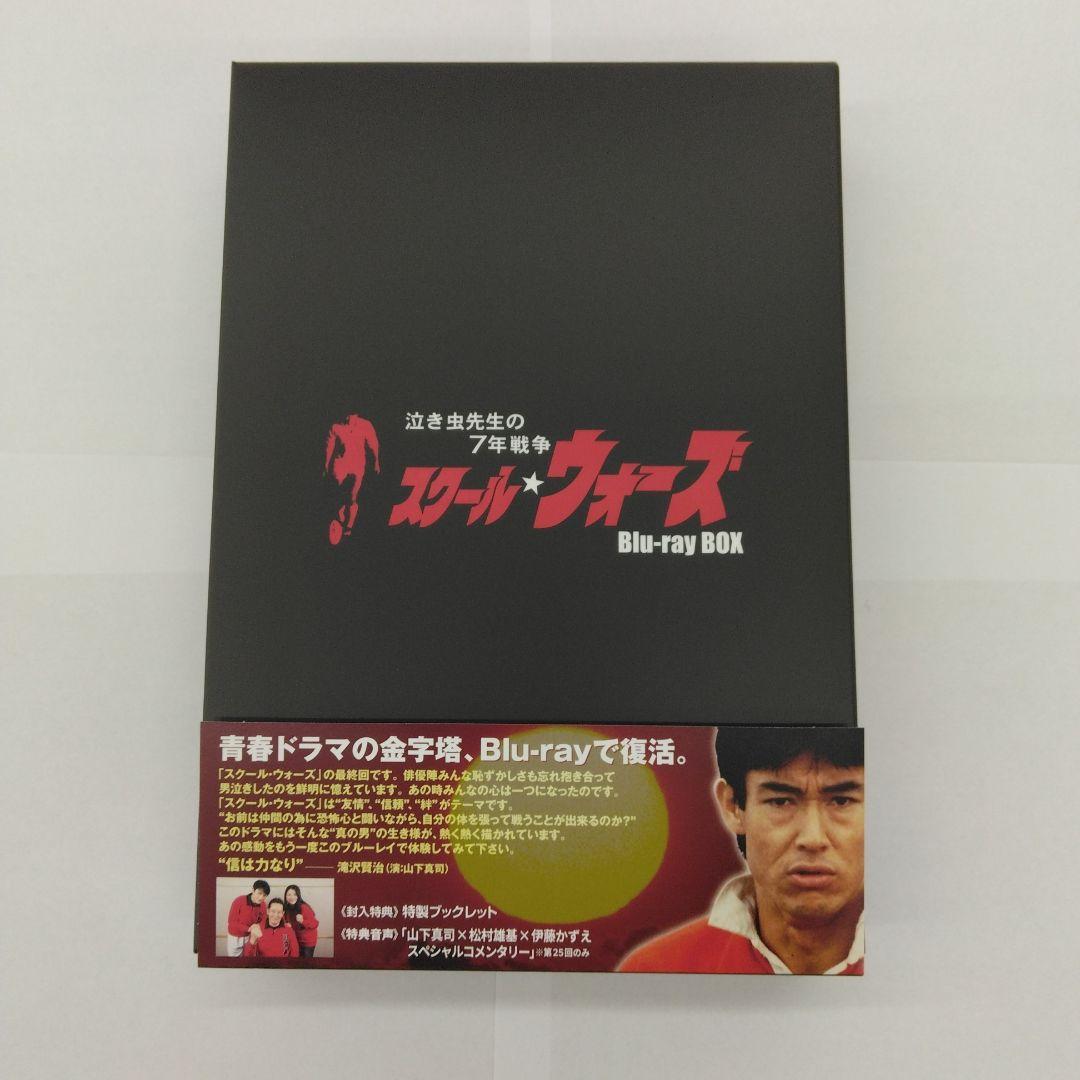 泣き虫先生の
7年戦争
スクール★ウォーズ
Blu-ray BOX
青春ドラマの金字塔、Blu-rayで復活。
「スクール・ウォーズ」の最終回です。俳優陣みんな恥ずかしさも忘れ抱き合って
男泣きしたのを鮮明に憶えています。あの時みんなの心は一つになったのです。
「スクール・ウォーズ」は“友情”、“信頼”、“絆”がテーマです。
“お前は仲間の為に恐怖心と闘いながら、自分の体を張って戦うことが出来るのか?”
このドラマにはそんな“真の男”の生き様が、熱く熱く描かれています。
あの感動をもう一度このブルーレイで体験してみて下さい。
“信は力なり”―― 滝沢賢治（演:山下真司）
《封入特典》特製ブックレット
《特典音声》「山下真司×松村雄基×伊藤かずえ
スペシャルコメンタリー」※第25回のみ